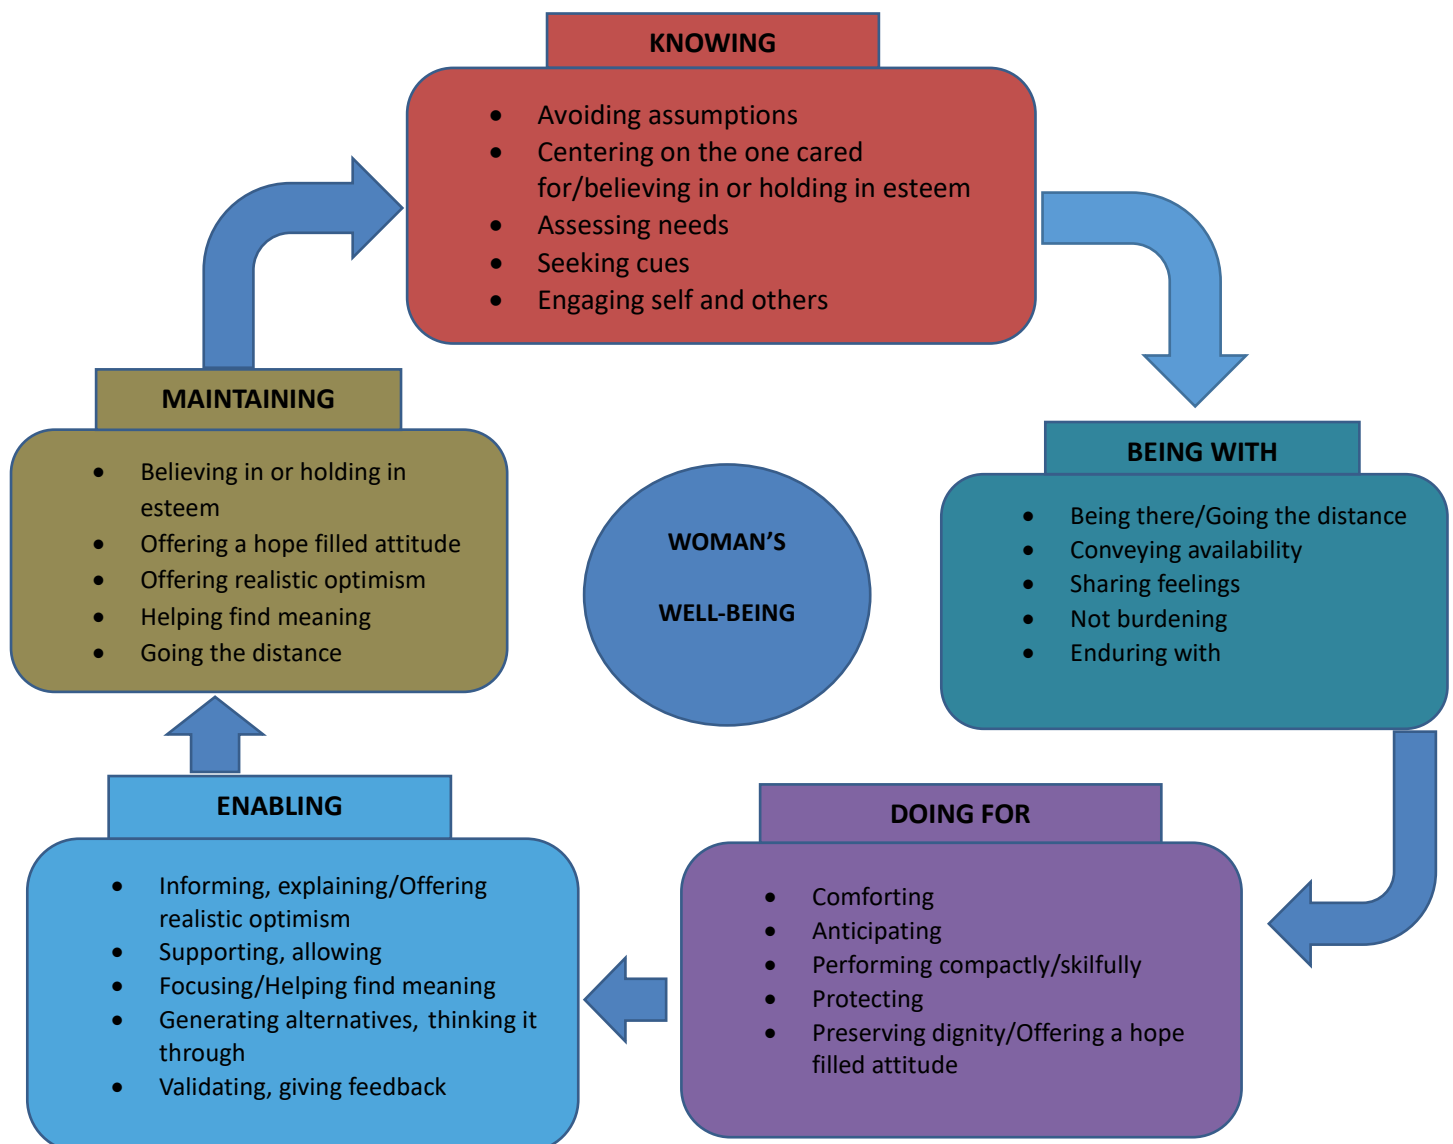 KNOWING
• Avoiding assumptions
• Centering on the one cared
for/believing in or holding in esteem
• Assessing needs
• Seeking cues
• Engaging self and others
BEING WITH
• Being there/Going the distance
• Conveying availability
• Sharing feelings
• Not burdening
• Enduring with
DOING FOR
• Comforting
• Anticipating
• Performing compactly/skilfully
• Protecting
• Preserving dignity/Offering a hope
filled attitude
ENABLING
• Informing, explaining/Offering
realistic optimism
• Supporting, allowing
• Focusing/Helping find meaning
• Generating alternatives, thinking it
through
• Validating, giving feedback
MAINTAINING
• Believing in or holding in
esteem
• Offering a hope filled attitude
• Offering realistic optimism
• Helping find meaning
• Going the distance
WOMAN’S
WELL-BEING